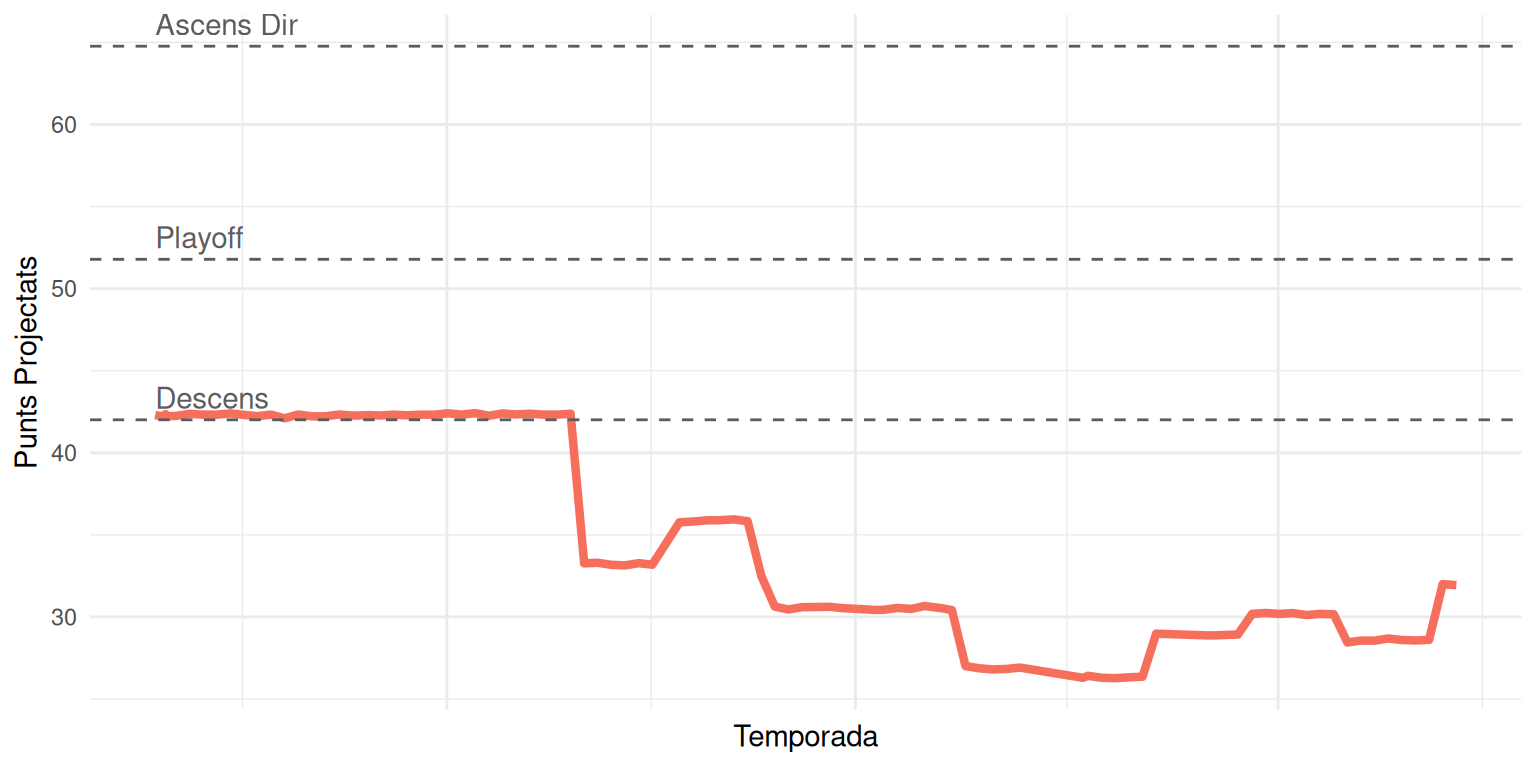 Ascens Dir
60
Playoff
50
Descens
40
30
Punts Projectats
Temporada